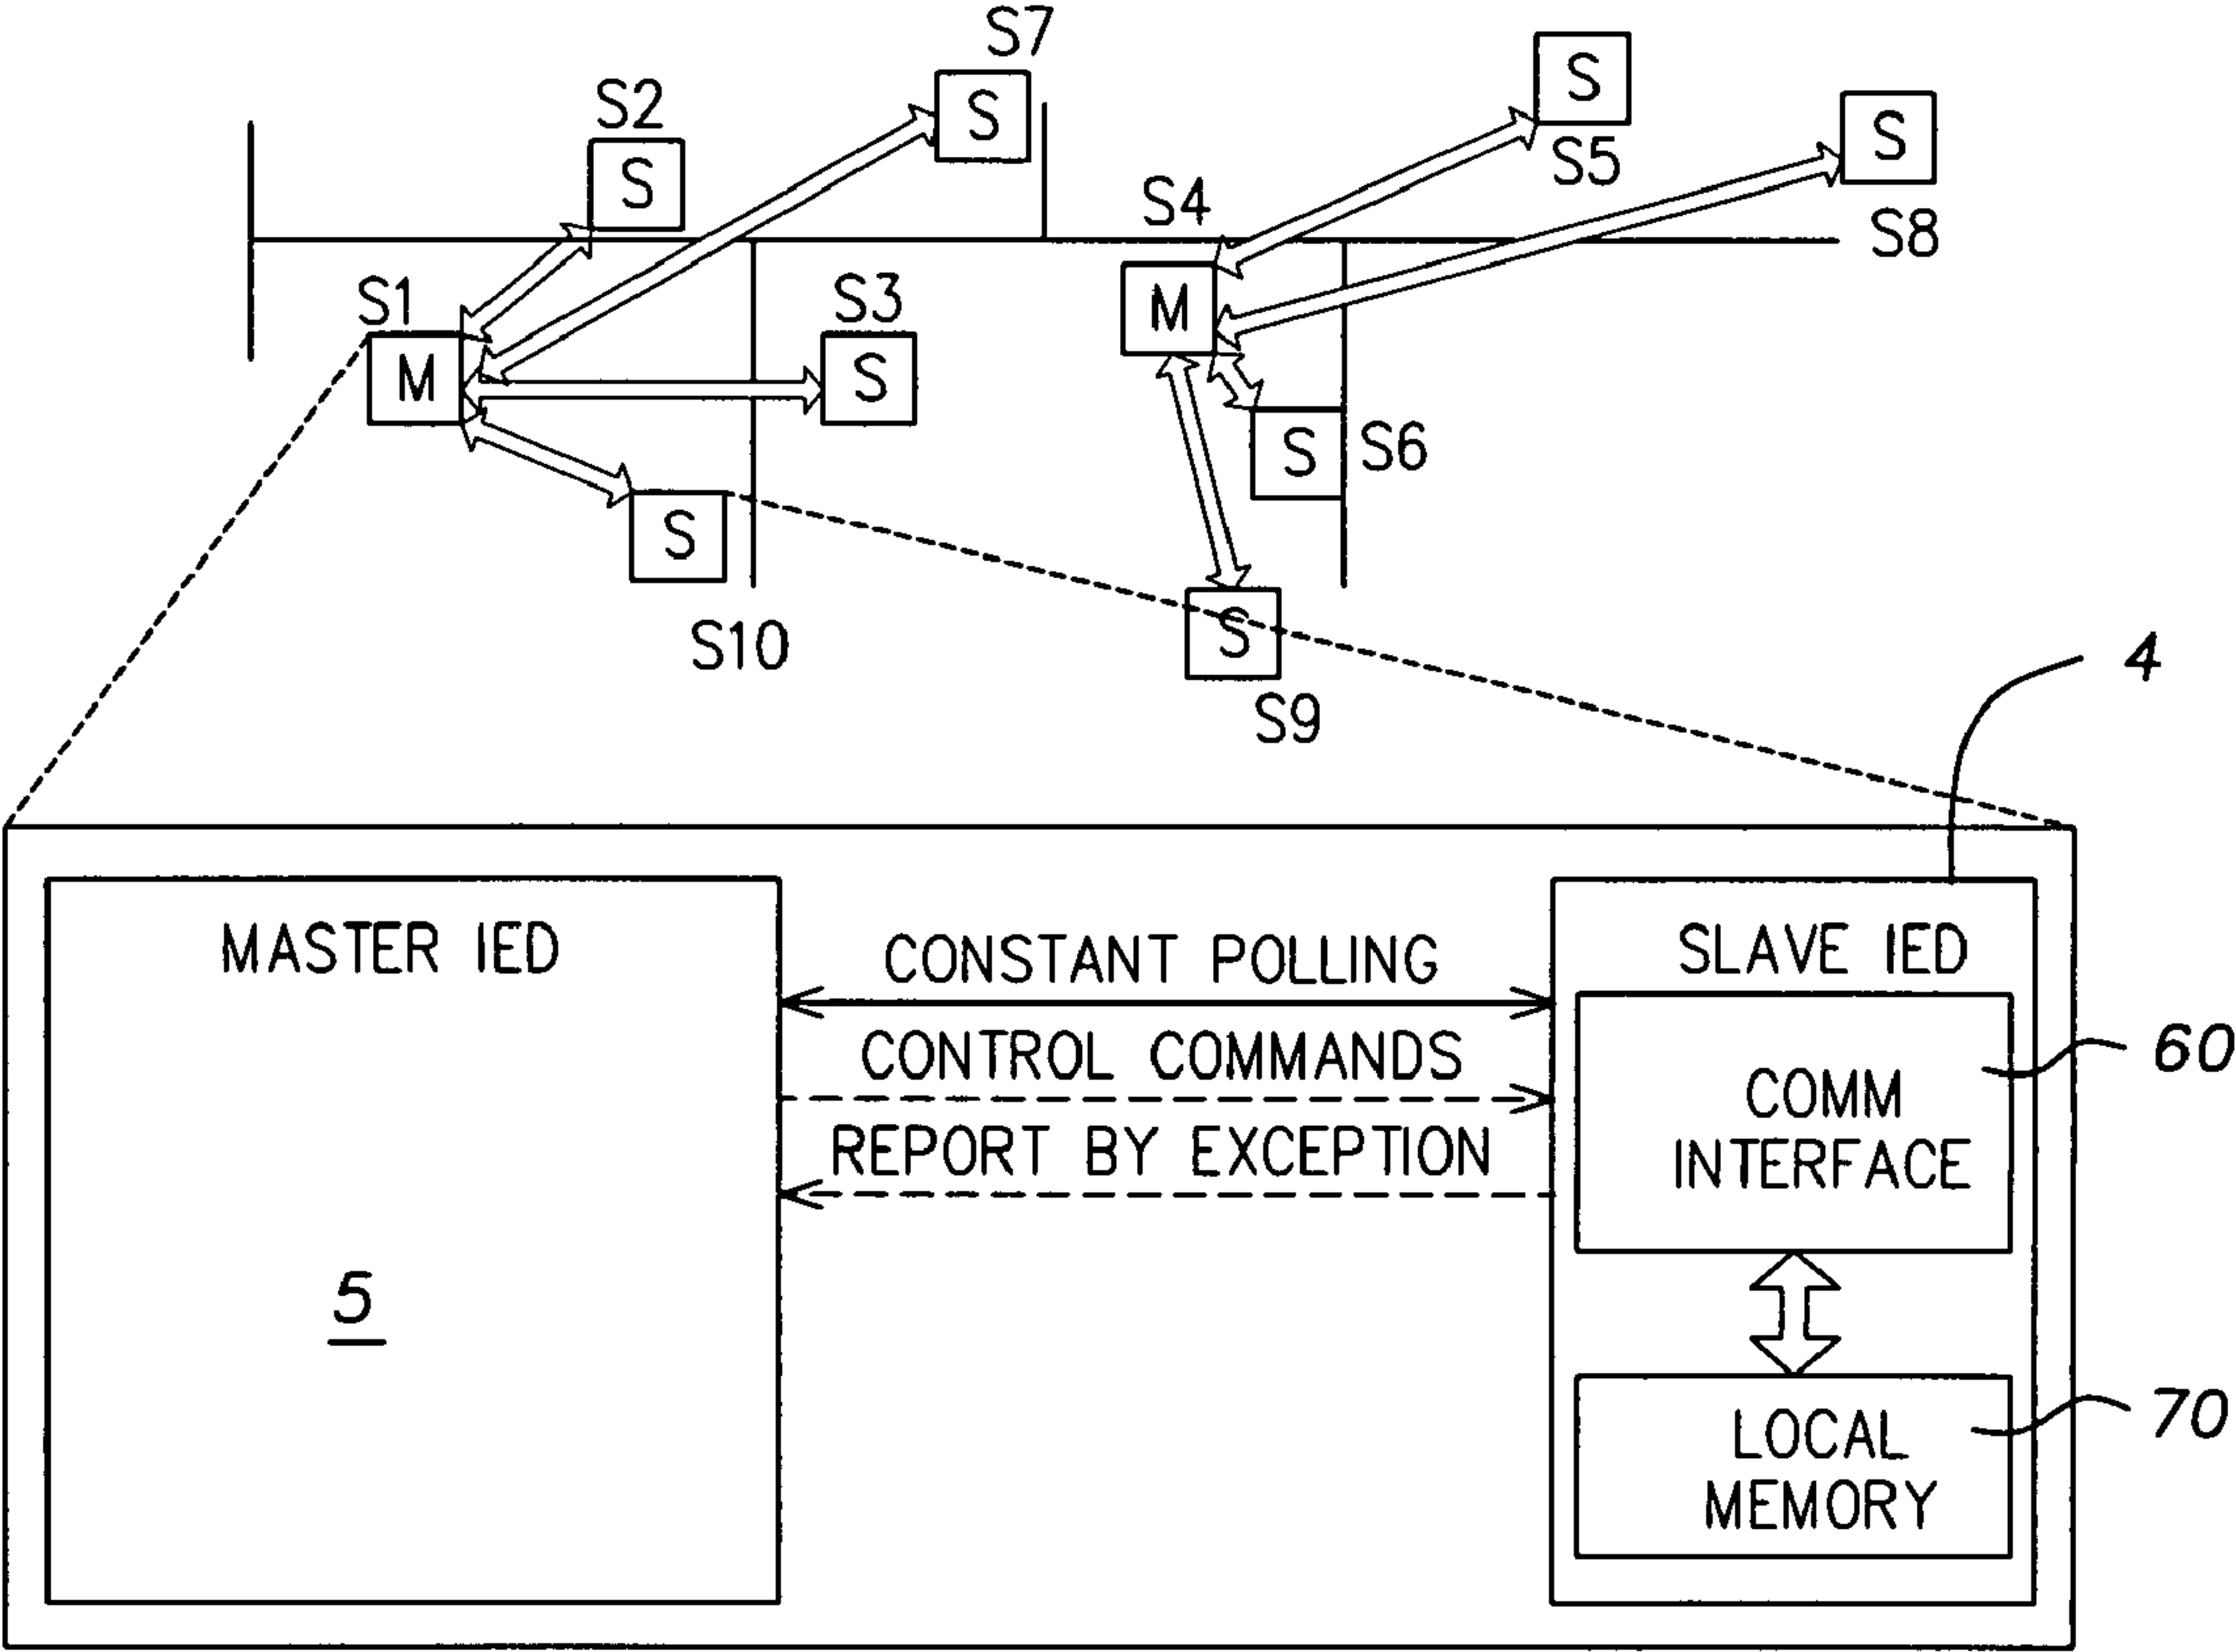 S7
S
S2
S
S
S5
S
S8
S4
M
S1
M
S3
S
S
S6
S
S10
S
S9
4
MASTER IED
5
CONSTANT POLLING
CONTROL COMMANDS
REPORT BY EXCEPTION
SLAVE IED
COMM
INTERFACE
60
LOCAL
MEMORY
70